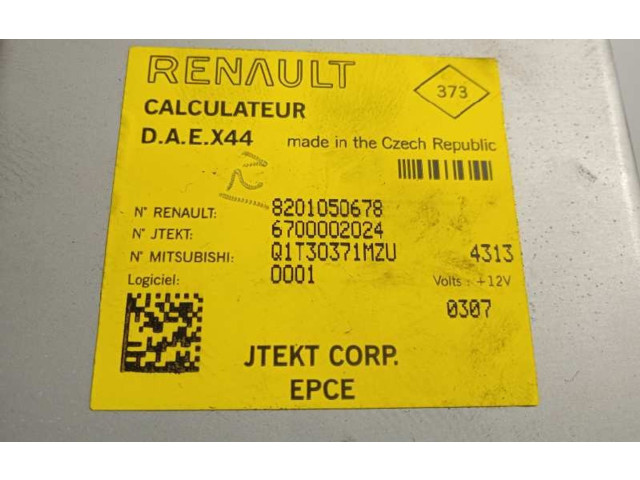 RENAULT
373
CALCULATEUR
D.A.E.X44 made in the Czech Republic
N° RENAULT: 8201050678
N° JTEKT: 6700002024
N° MITSUBISHI: Q1T30371MZU 4313
Logiciel: 0001 Volts : +12V
0307
JTEKT CORP.
EPCE